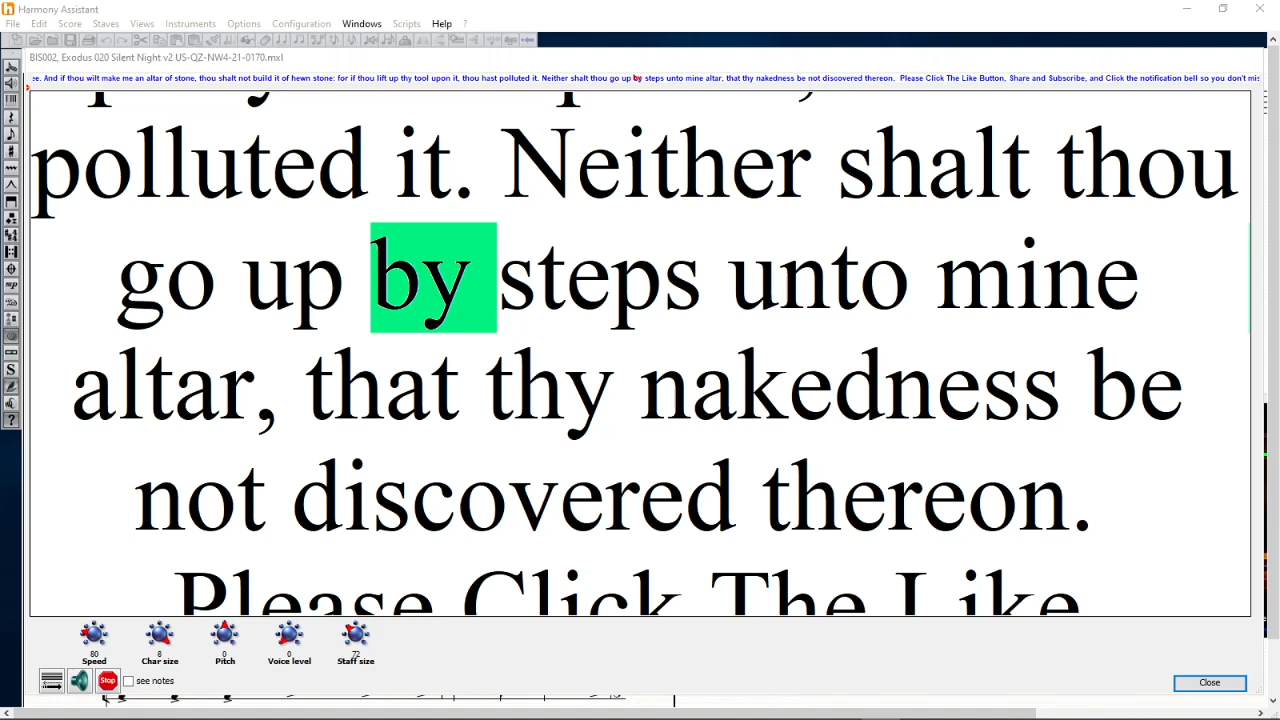 Harmony Assistant
File Edit Score Staves Views Instruments Options Configuration Windows Scripts Help ?
BIS002, Exodus 020 Silent Night v2 US-QZ-NW4-21-0170.mxl
ee. And if thou wilt make me an altar of stone, thou shalt not build it of hewn stone: for if thou lift up thy tool upon it, thou hast polluted it. Neither shalt thou go up by steps unto mine altar, that thy nakedness be not discovered thereon. Please Click The Like Button, Share and Subscribe, and Click the notification bell so you don't mis
polluted it. Neither shalt thou
go up by steps unto mine
altar, that thy nakedness be
not discovered thereon.
Please Click The Like
80 8 0 0 72
Speed Char size Pitch Voice level Staff size
Stop see notes Close